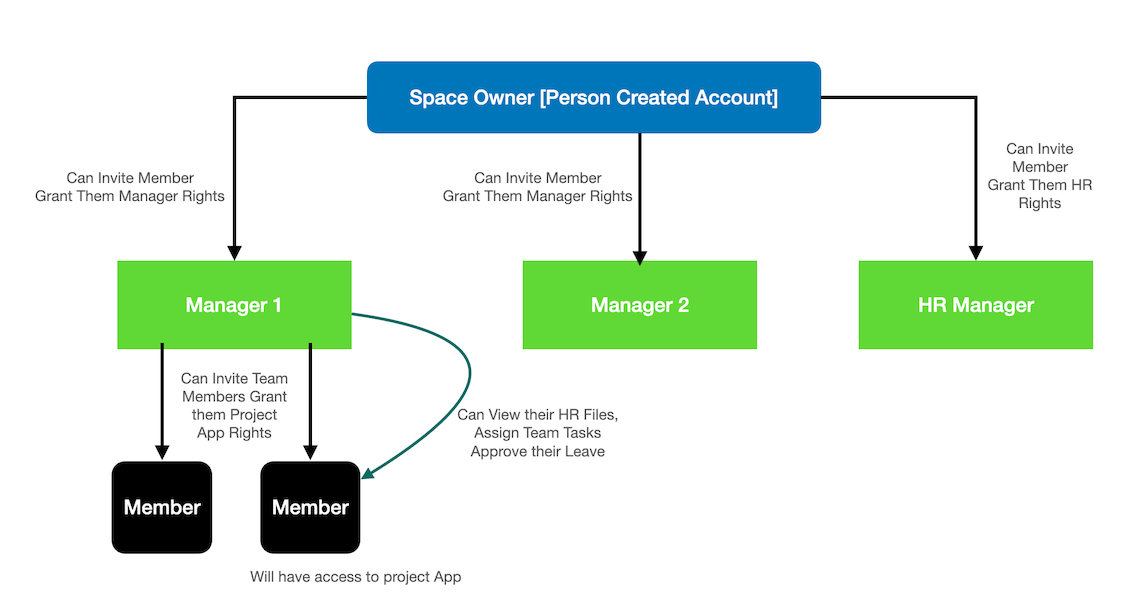 Space Owner [Person Created Account]
Can Invite Member
Grant Them Manager Rights
Can Invite Member
Grant Them Manager Rights
Can Invite
Member
Grant Them HR
Rights
Manager 1
Manager 2
HR Manager
Can Invite Team
Members Grant
them Project
App Rights
Can View their HR Files,
Assign Team Tasks
Approve their Leave
Member
Member
Will have access to project App